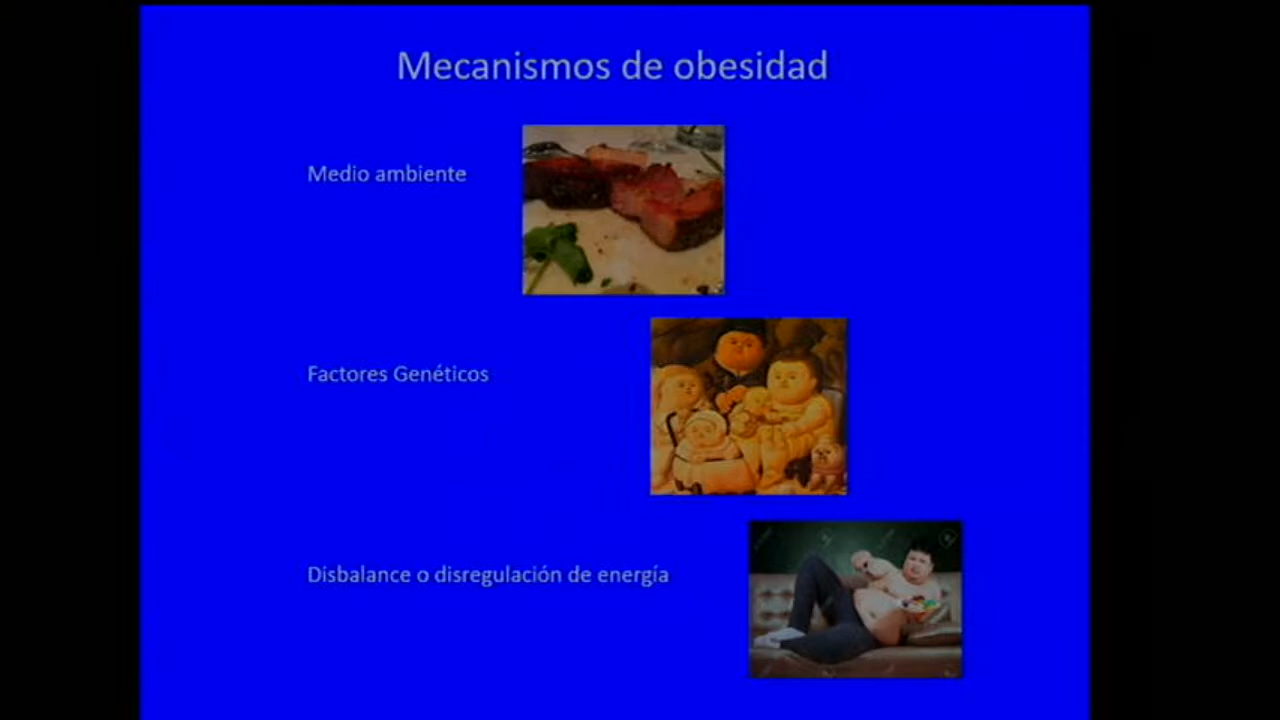 Mecanismos de obesidad
Medio ambiente
Factores Genéticos
Disbalance o disregulación de energía